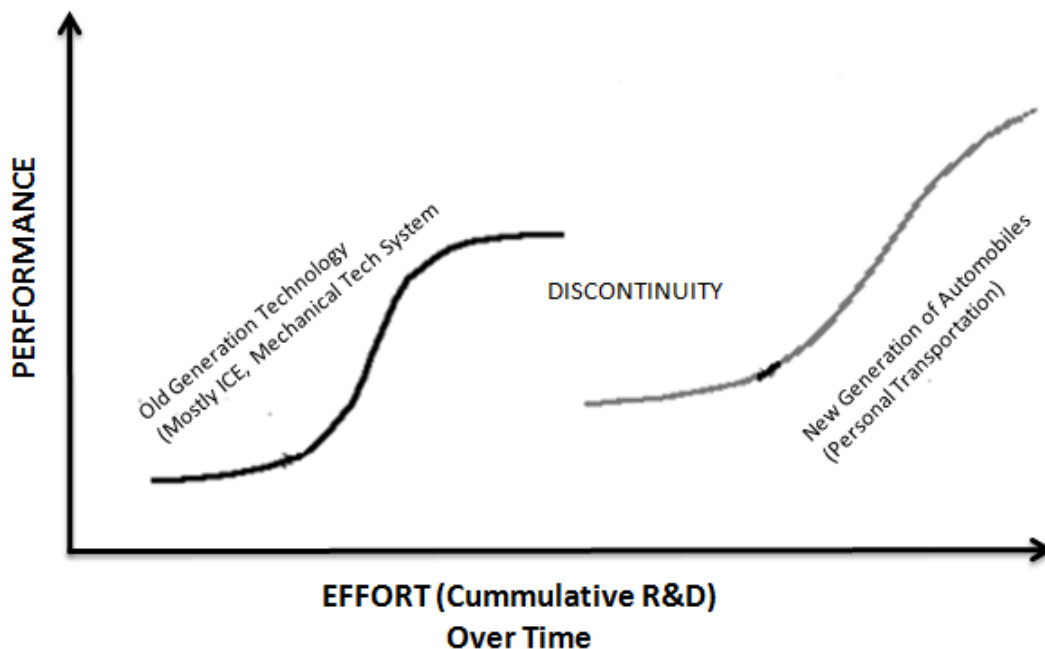 PERFORMANCE
Old Generation Technology
(Mostly ICE, Mechanical Tech System
DISCONTINUITY
New Generation of Automobiles
(Personal Transportation)
EFFORT (Cummulative R&D)
Over Time